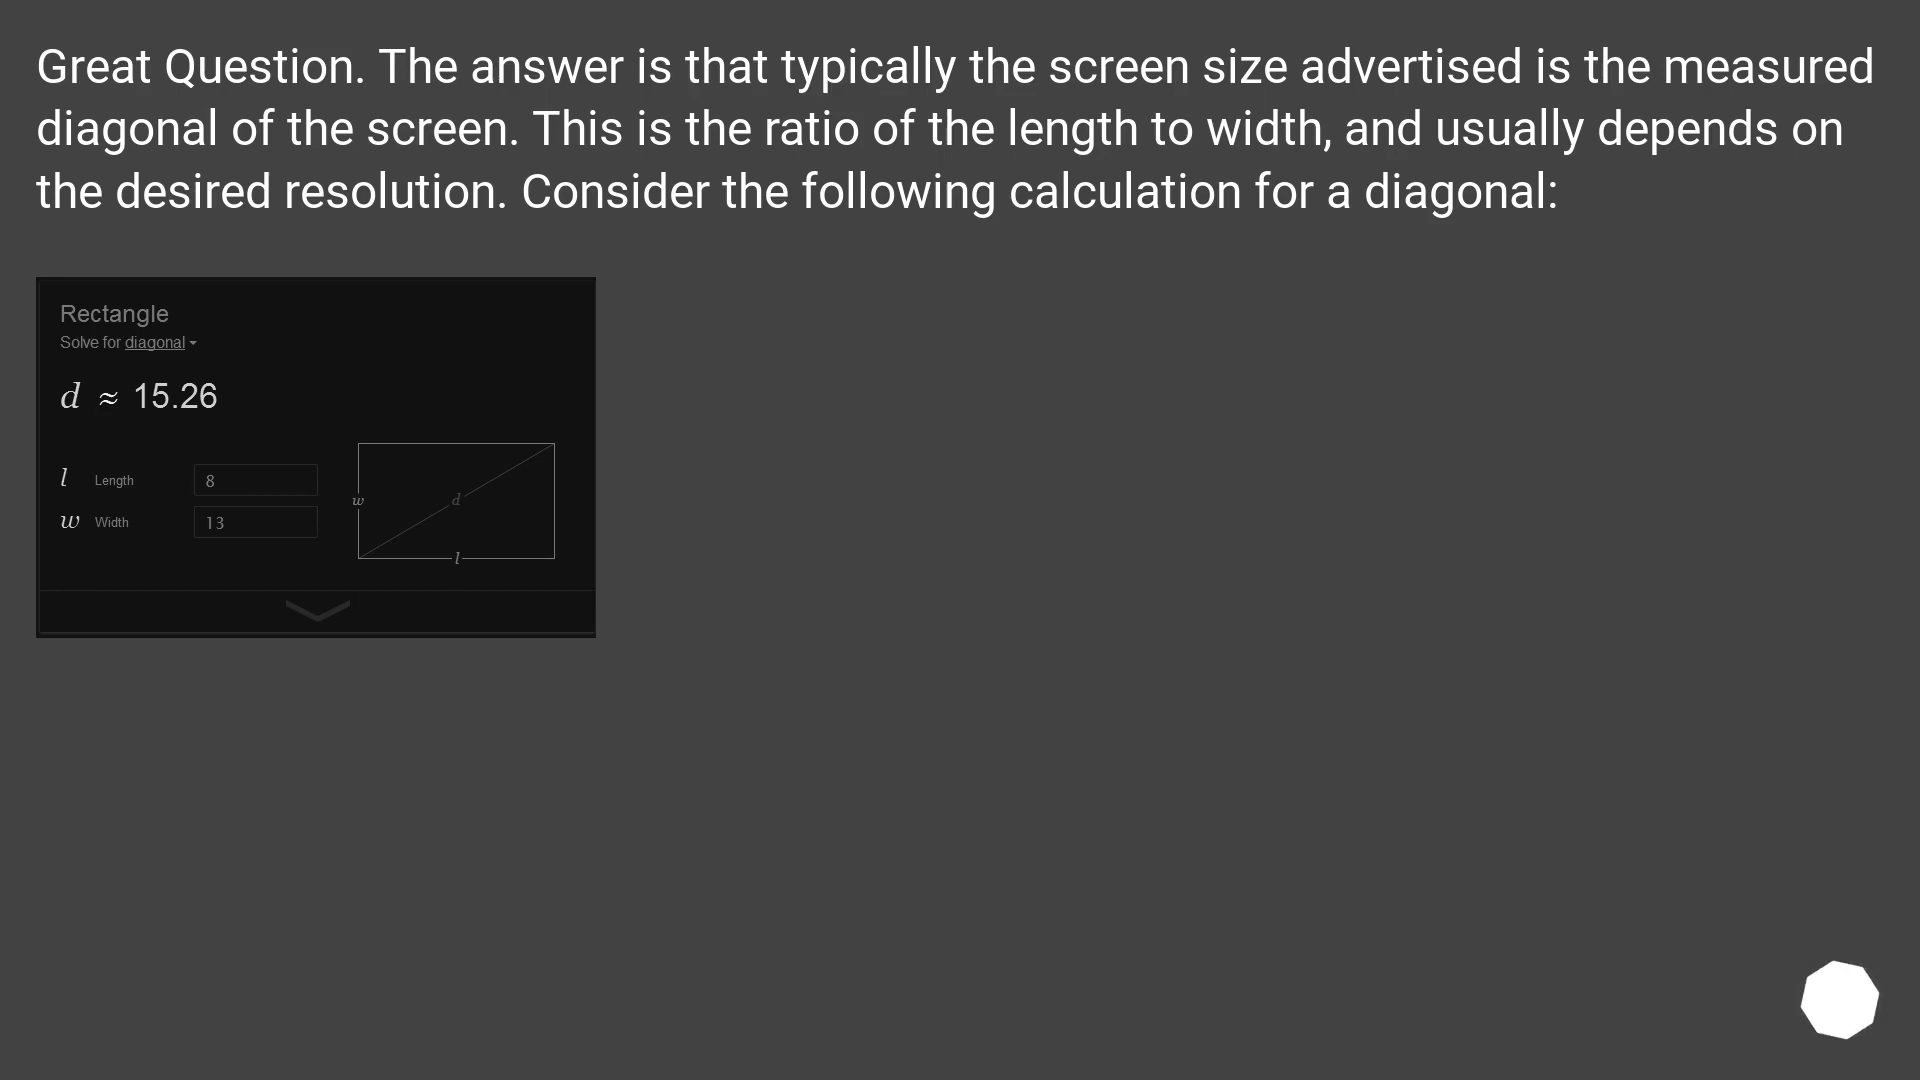 Great Question. The answer is that typically the screen size advertised is the measured
diagonal of the screen. This is the ratio of the length to width, and usually depends on
the desired resolution. Consider the following calculation for a diagonal:
Rectangle
Solve for diagonal
d ≈ 15.26
l Length 8
w Width 13
w
d
l